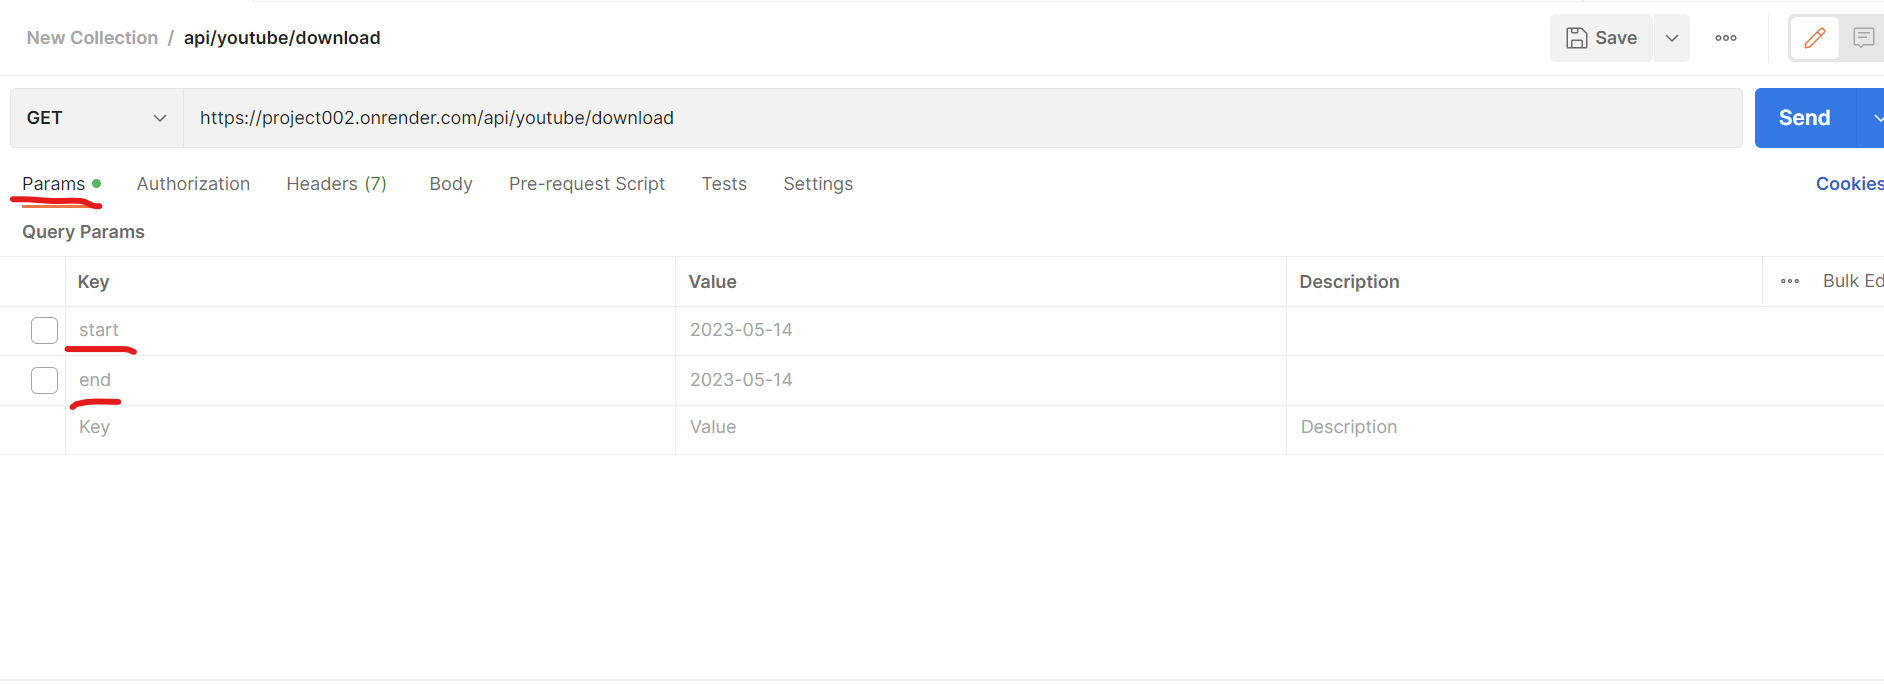 New Collection / api/youtube/download
Save
GET
https://project002.onrender.com/api/youtube/download
Send
Params
Authorization
Headers (7)
Body
Pre-request Script
Tests
Settings
Cookies
Query Params
Key
Value
Description
Bulk Ed
start
2023-05-14
end
2023-05-14
Key
Value
Description